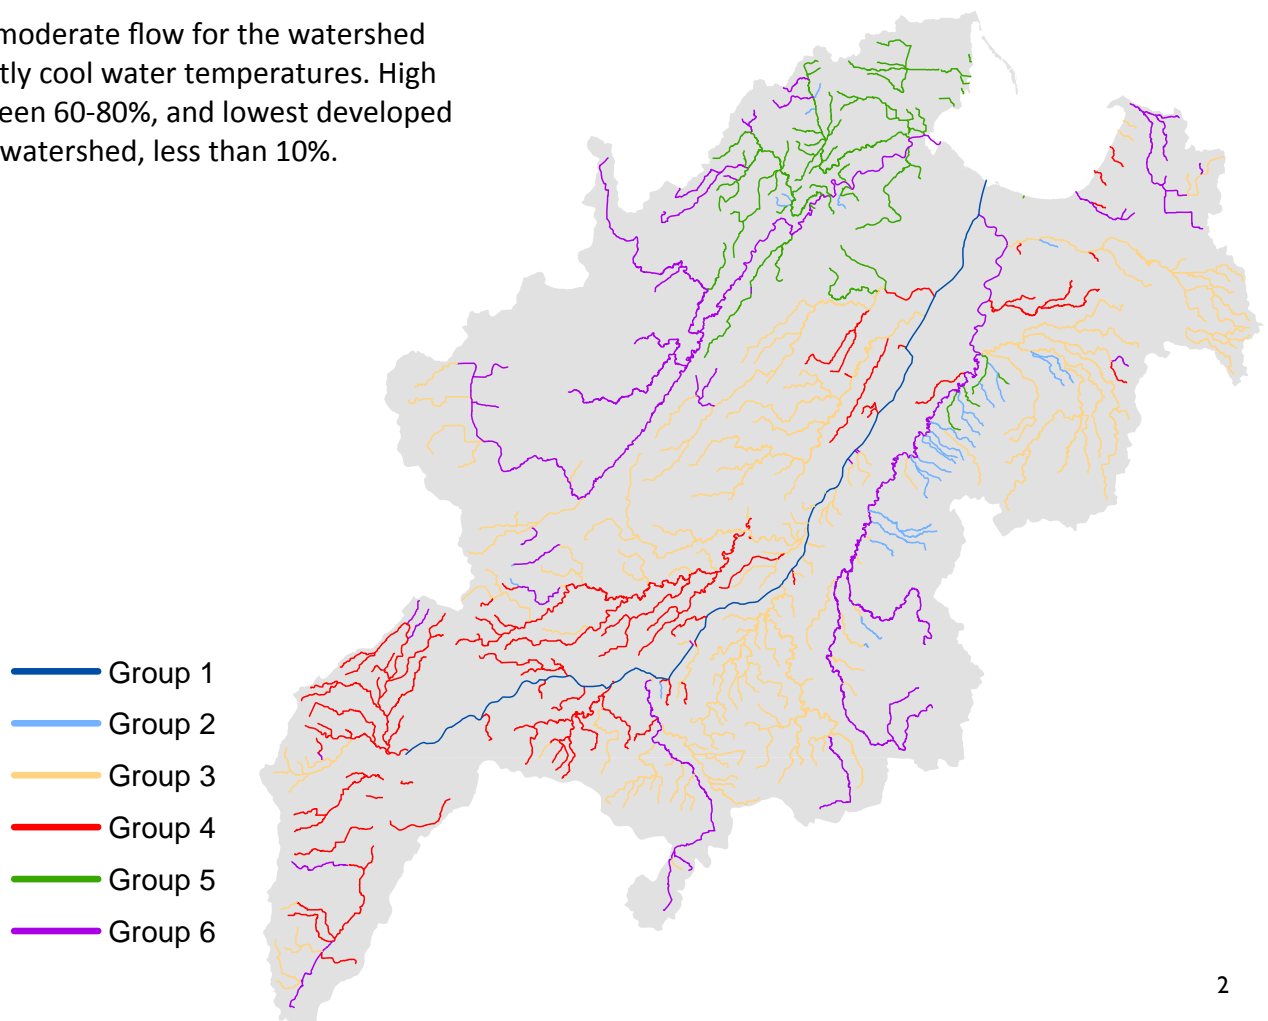 moderate flow for the watershed
tly cool water temperatures. High
een 60-80%, and lowest developed
watershed, less than 10%.
Group 1
Group 2
Group 3
Group 4
Group 5
Group 6
2